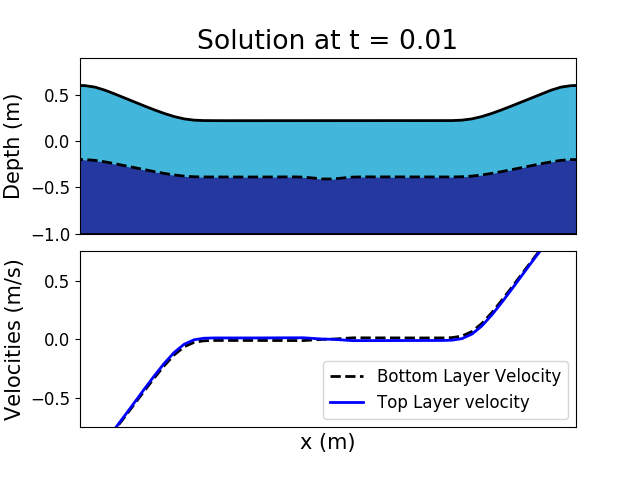 Solution at t = 0.01
Depth (m)
0.5
0.0
−0.5
−1.0
Velocities (m/s)
0.5
0.0
−0.5
Bottom Layer Velocity
Top Layer velocity
x (m)